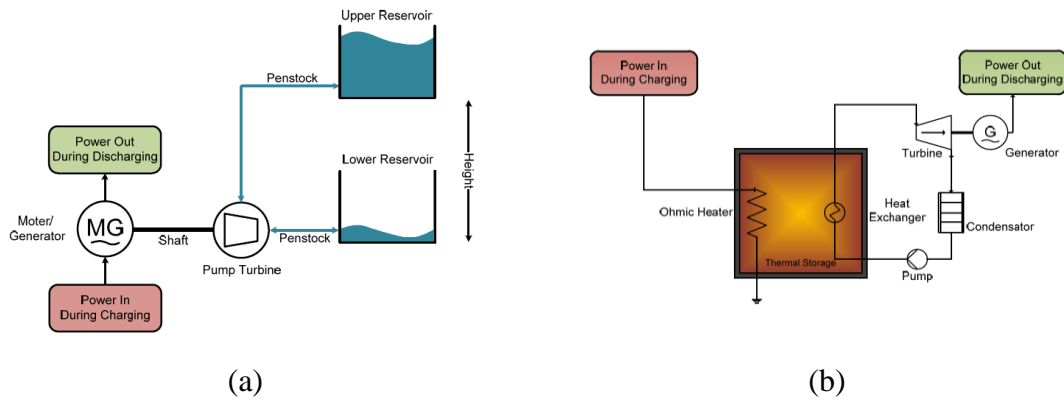 Upper Reservoir
Penstock
Power Out
During Discharging
Lower Reservoir
Height
Moter/
Generator
MG
Shaft
Penstock
Pump Turbine
Power In
During Charging
(a)
Power In
During Charging
Power Out
During Discharging
G
Turbine
Generator
Ohmic Heater
Heat
Exchanger
Condensator
Thermal Storage
Pump
(b)